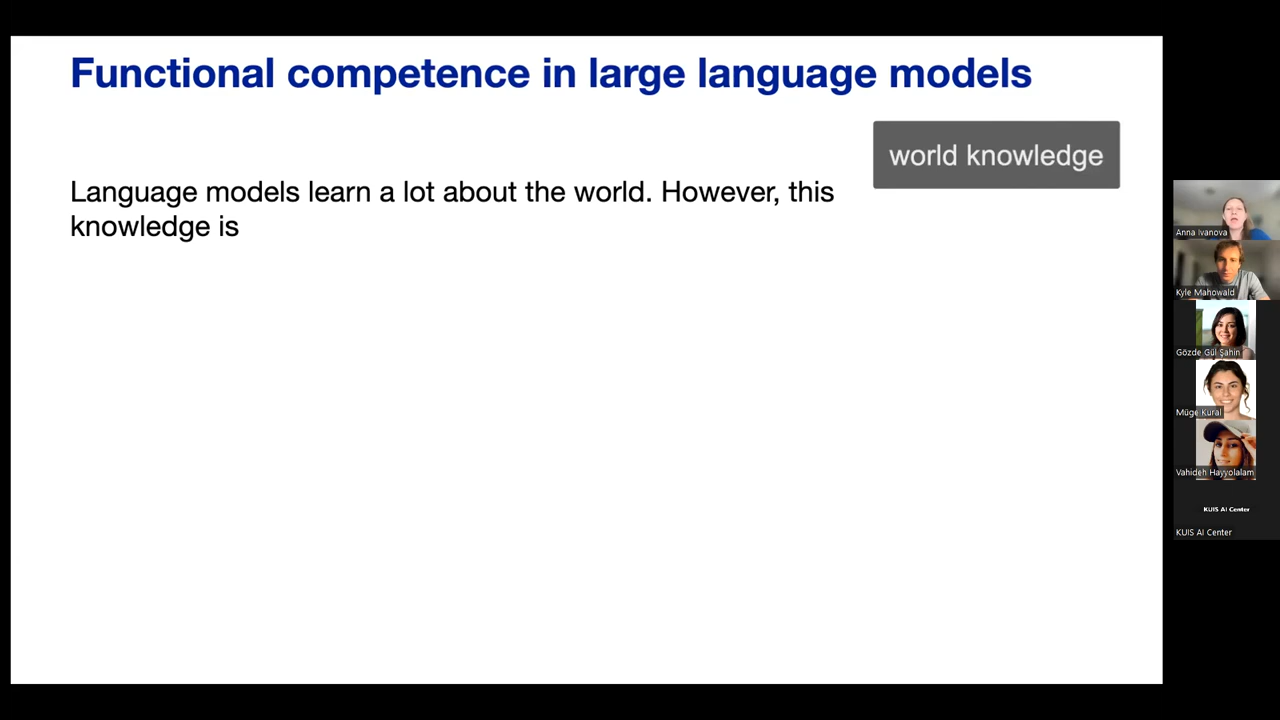 Functional competence in large language models
world knowledge
Language models learn a lot about the world. However, this
knowledge is
Anna Ivanova
Kyle Mahowald
Gözde Gül Şahin
Müge Kural
Vahideh Hayyolalam
KUIS AI Center
KUIS AI Center